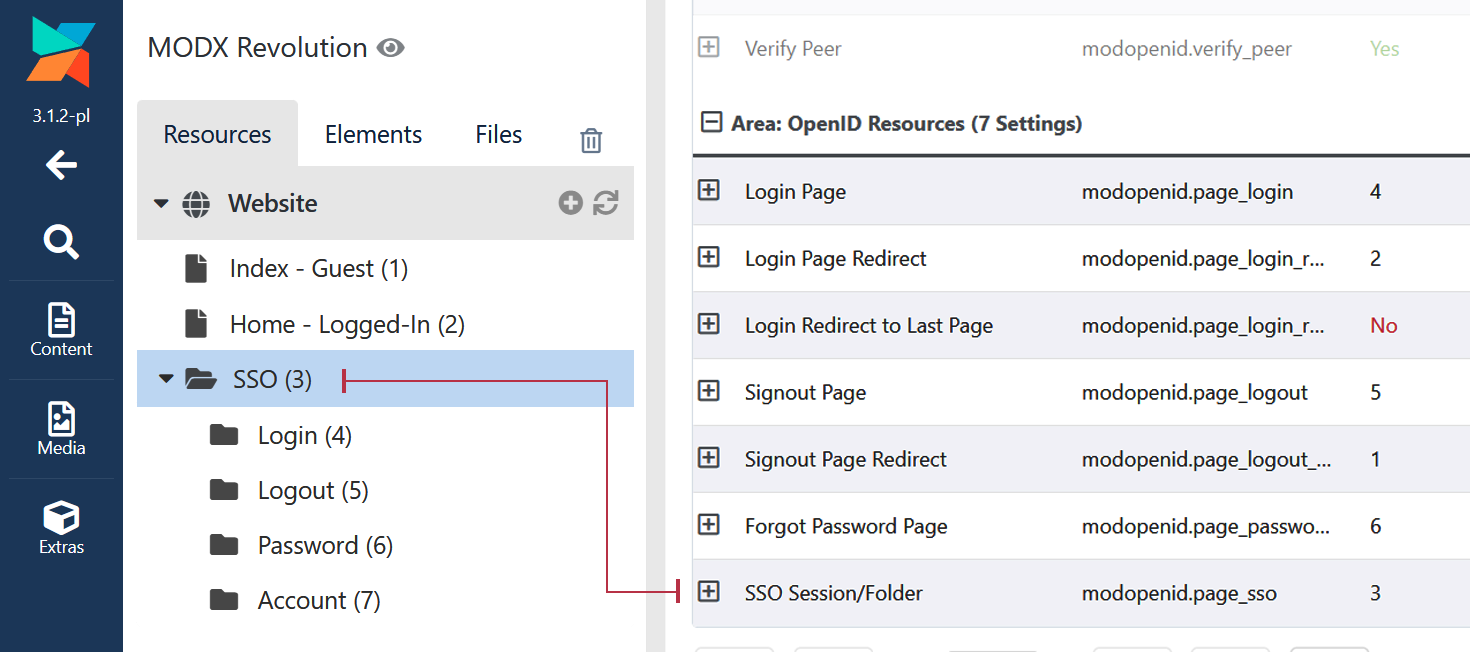 3.1.2-pl
Content
Media
Extras
MODX Revolution
Resources Elements Files
Website
Index - Guest (1)
Home - Logged-In (2)
SSO (3)
Login (4)
Logout (5)
Password (6)
Account (7)
Verify Peer modopenid.verify_peer Yes
Area: OpenID Resources (7 Settings)
Login Page modopenid.page_login 4
Login Page Redirect modopenid.page_login_r... 2
Login Redirect to Last Page modopenid.page_login_r... No
Signout Page modopenid.page_logout 5
Signout Page Redirect modopenid.page_logout_... 1
Forgot Password Page modopenid.page_passwo... 6
SSO Session/Folder modopenid.page_sso 3